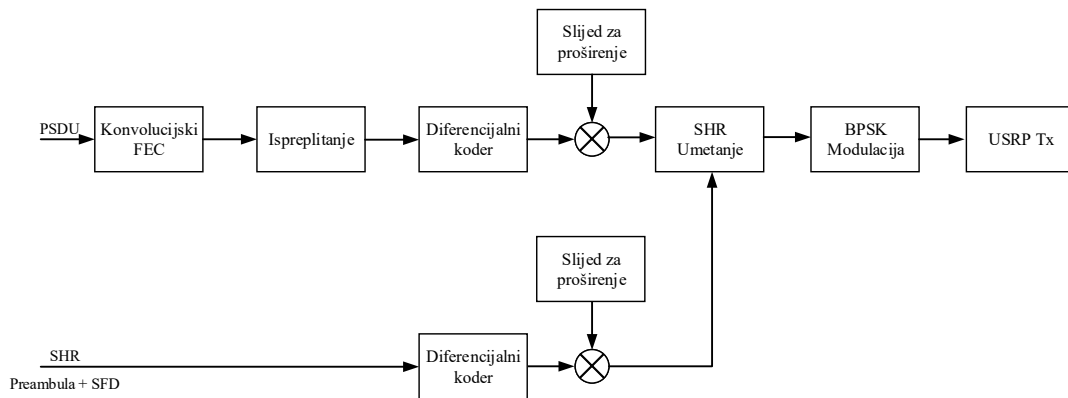 Slijed za
proširenje
PSDU
Konvolucijski
FEC
Ispreplitanje
Diferencijalni
koder
SHR
Umetanje
BPSK
Modulacija
USRP Tx
Slijed za
proširenje
SHR
Preambula + SFD
Diferencijalni
koder